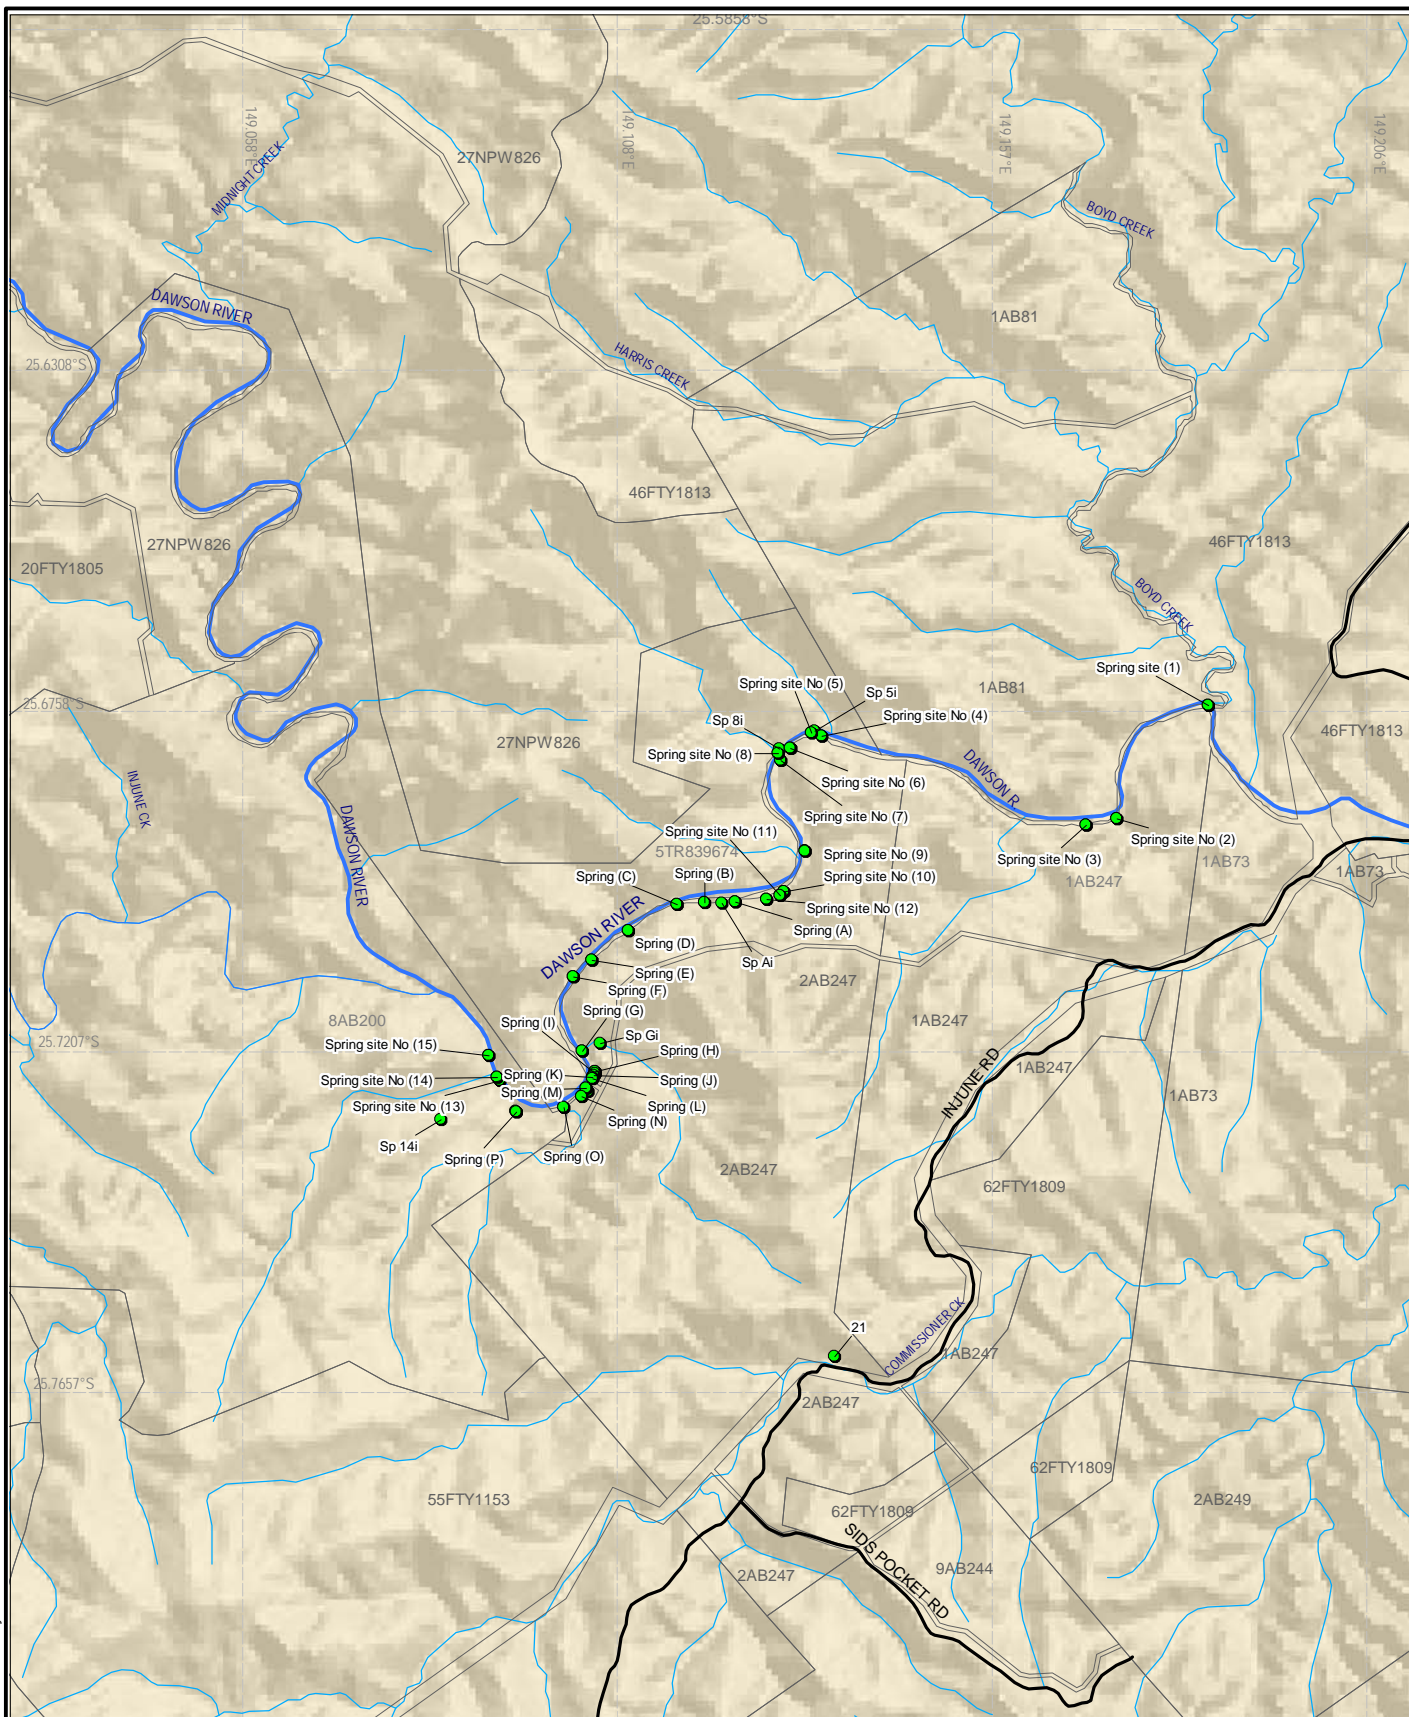 25.5858°S
149.058°E
149.108°E
149.157°E
149.206°E
MIDNIGHT CREEK
27NPW826
BOYD CREEK
DAWSON RIVER
1AB81
HARRIS CREEK
25.6308°S
46FTY1813
27NPW826
20FTY1805
46FTY1813
BOYD CREEK
Spring site (1)
Spring site No (5)
Sp 5i
1AB81
25.6758°S
Sp 8i
Spring site No (4)
46FTY1813
27NPW826
Spring site No (8)
DAWSON R
INJUNE CK
Spring site No (6)
DAWSON RIVER
Spring site No (7)
Spring site No (11)
Spring site No (2)
5TR839674
Spring site No (9)
Spring site No (3)
1AB73
1AB73
Spring (C)
Spring (B)
Spring site No (10)
1AB247
Spring site No (12)
Spring (A)
DAWSON RIVER
Spring (D)
Sp Ai
Spring (E)
2AB247
Spring (F)
Spring (G)
8AB200
Spring (I)
1AB247
25.7207°S
Sp Gi
Spring site No (15)
Spring (H)
INJUNE RD
1AB247
Spring site No (14)
Spring (K)
Spring (J)
Spring (M)
1AB73
Spring site No (13)
Spring (L)
Spring (N)
Sp 14i
Spring (P)
Spring (O)
2AB247
62FTY1809
21
COMMISSIONER CK
1AB247
25.7657°S
2AB247
62FTY1809
55FTY1153
2AB249
62FTY1809
SIDS POCKET RD
2AB247
9AB244